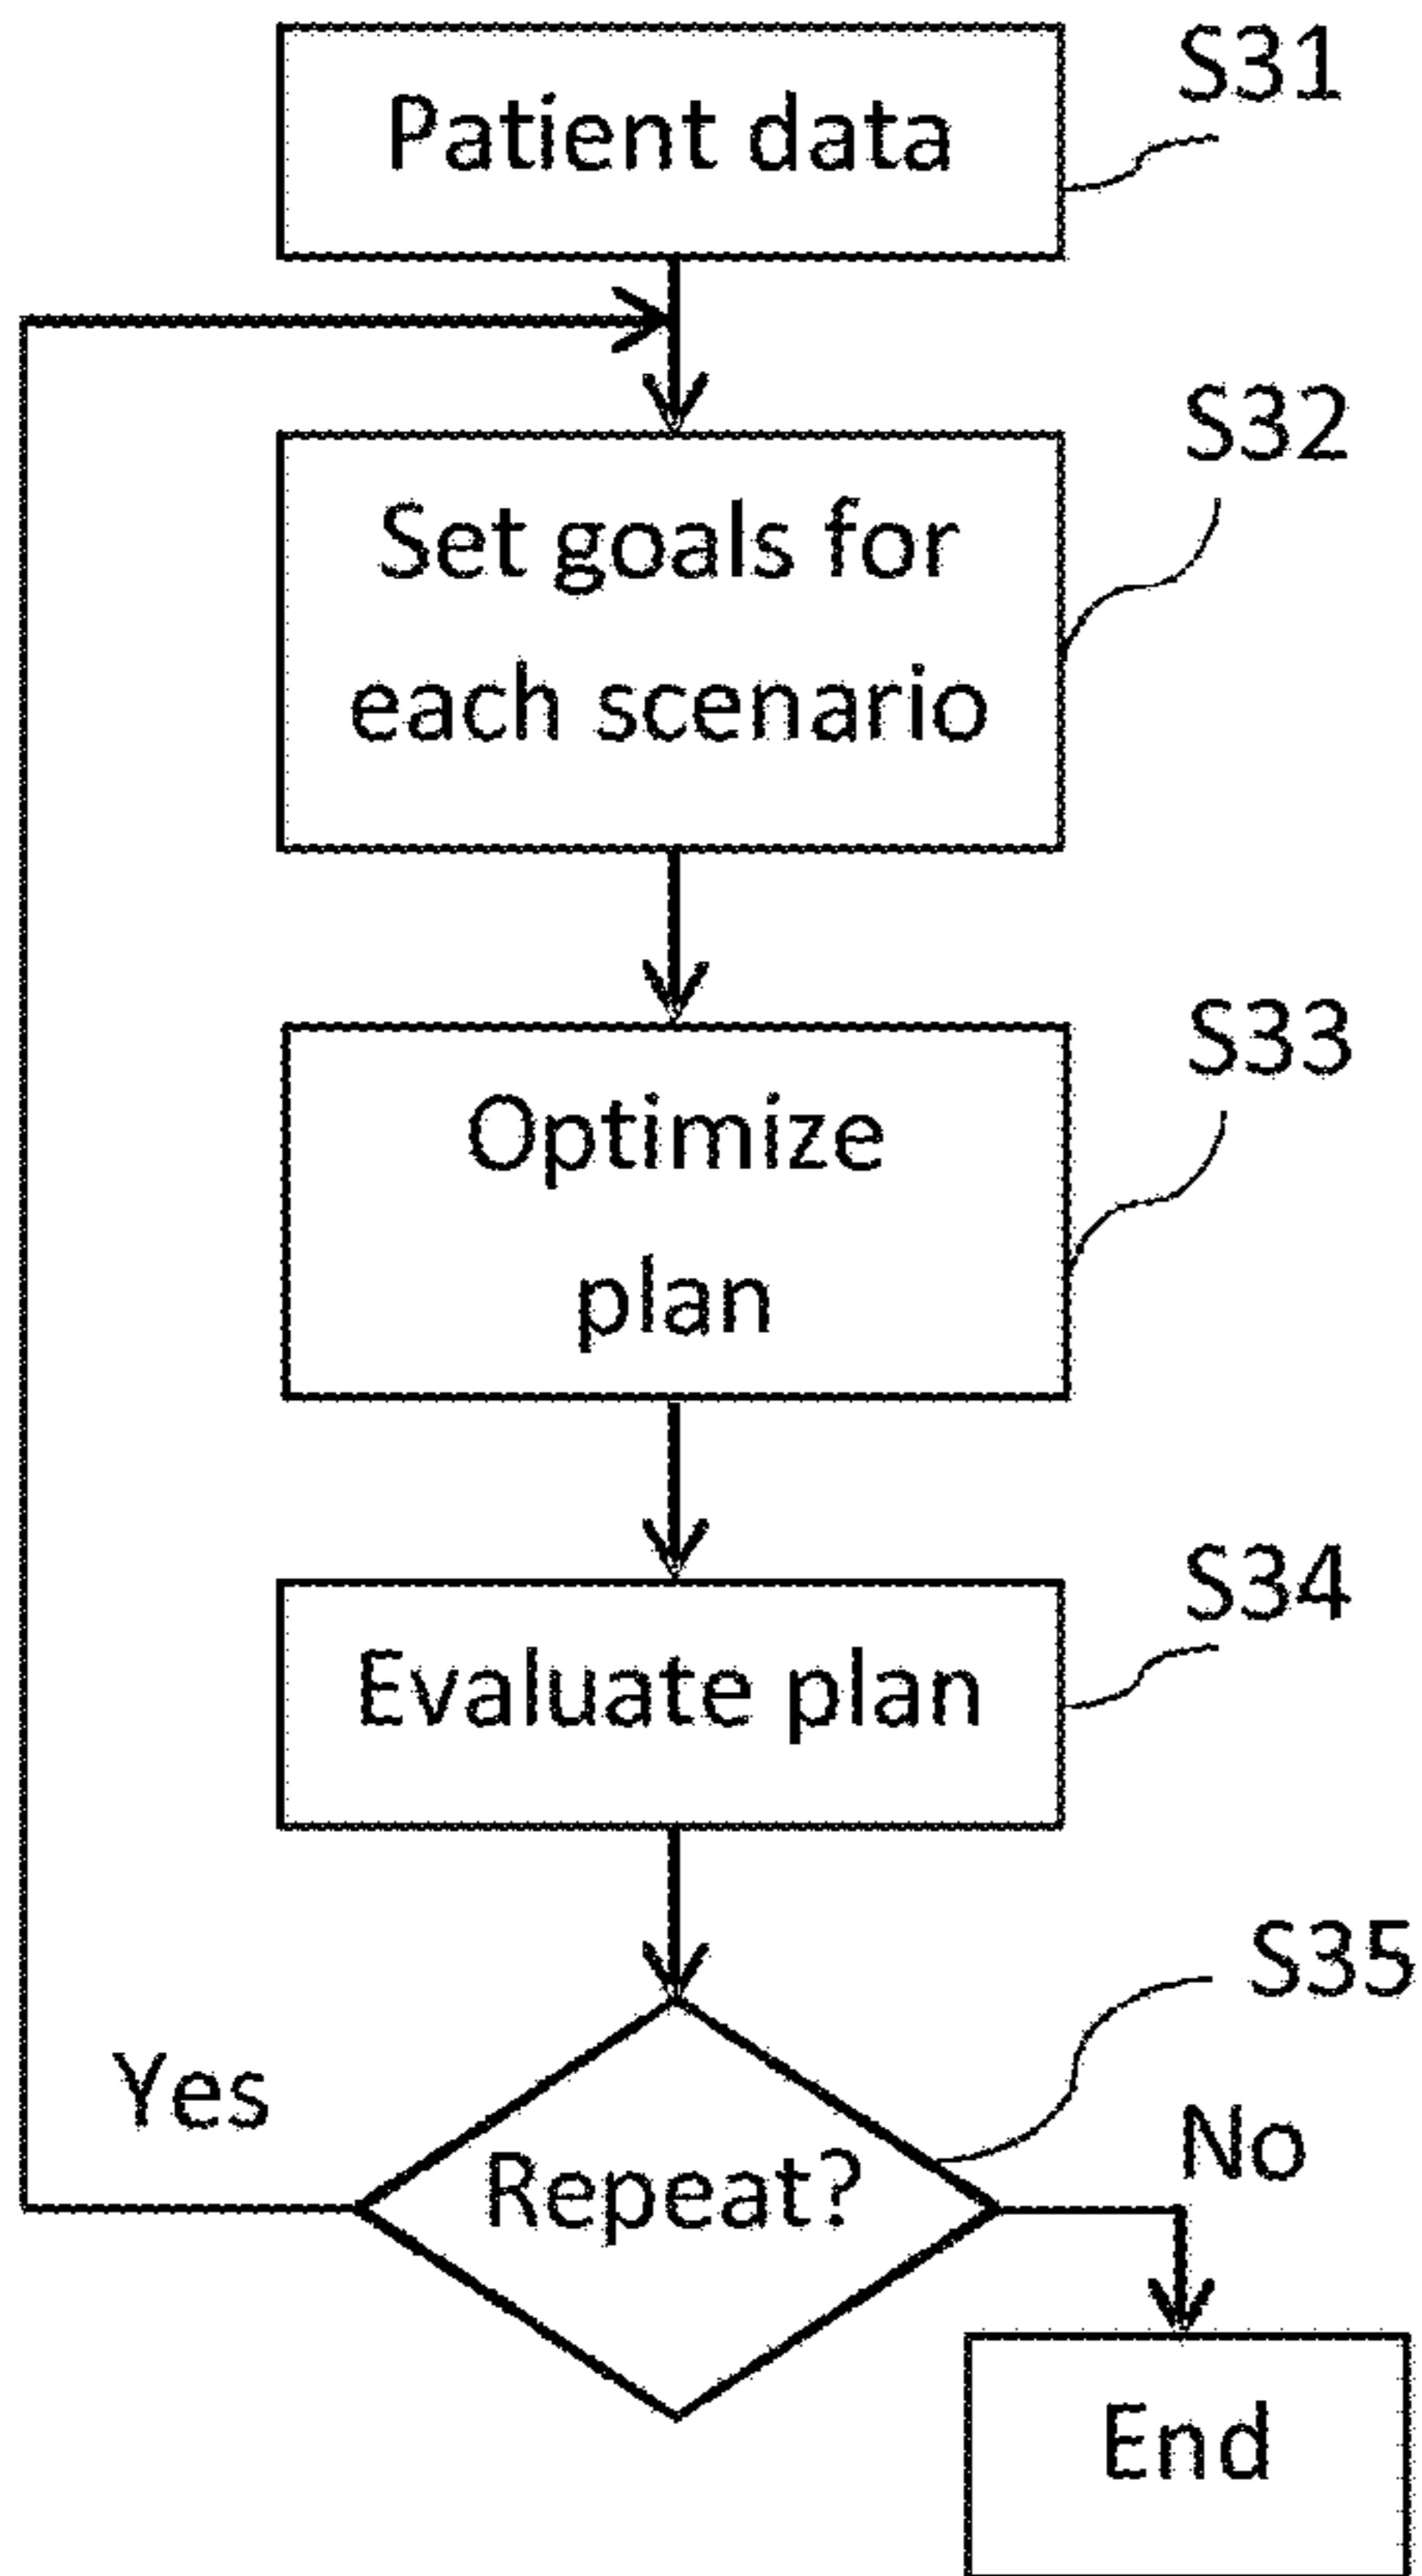 S31
Patient data
S32
Set goals for
each scenario
S33
Optimize
plan
S34
Evaluate plan
S35
Yes
No
Repeat?
End